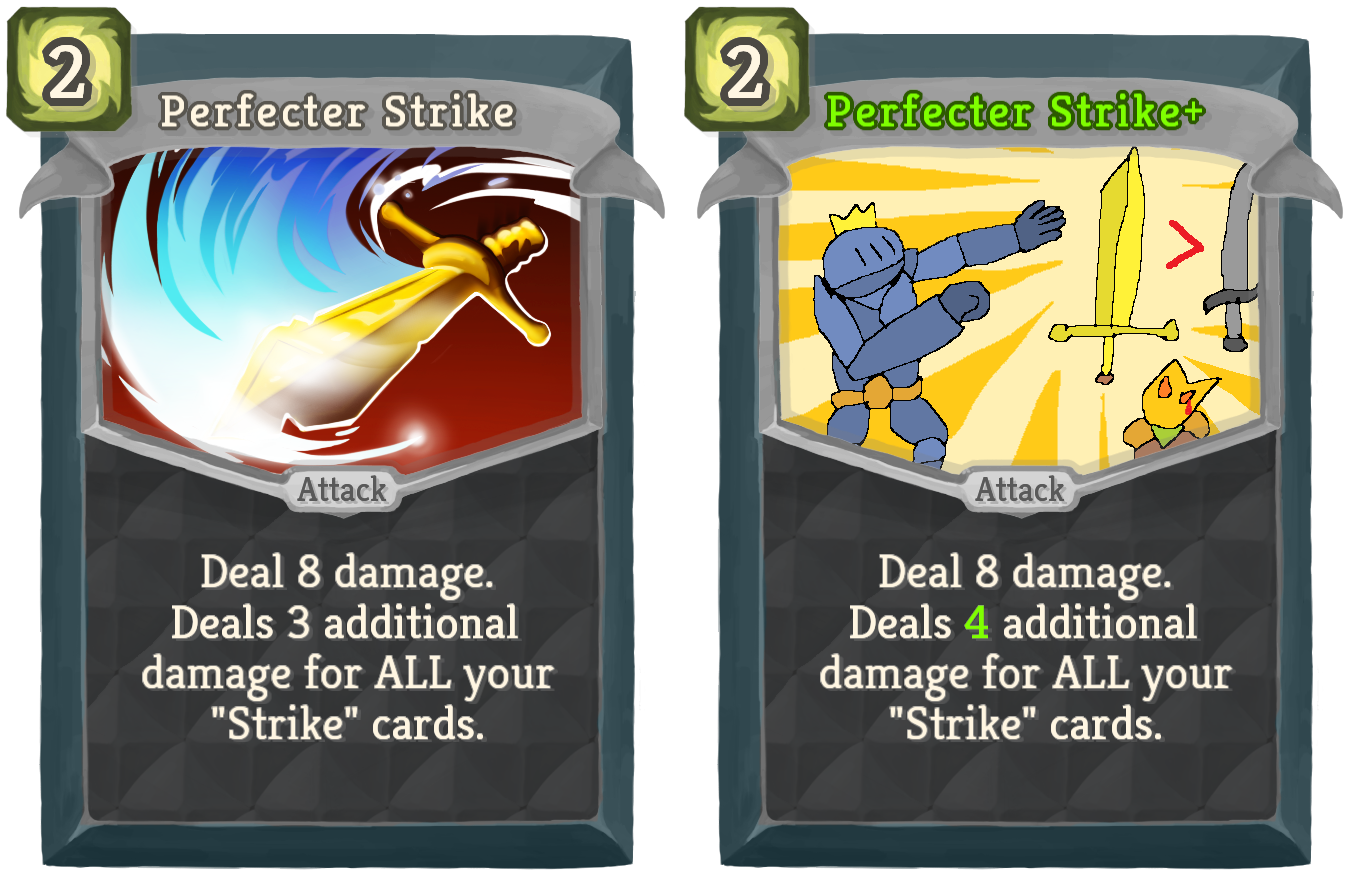 2
Perfecter Strike
Attack
Deal 8 damage.
Deals 3 additional
damage for ALL your
"Strike" cards.
2
Perfecter Strike+
>
Attack
Deal 8 damage.
Deals 4 additional
damage for ALL your
"Strike" cards.